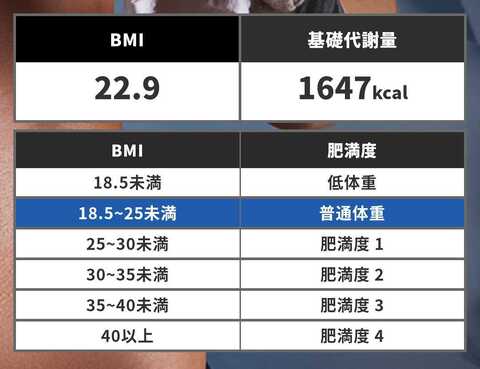 BMI 基礎代謝量
22.9 1647kcal
BMI 肥満度
18.5未満 低体重
18.5~25未満 普通体重
25~30未満 肥満度 1
30~35未満 肥満度 2
35~40未満 肥満度 3
40以上 肥満度 4